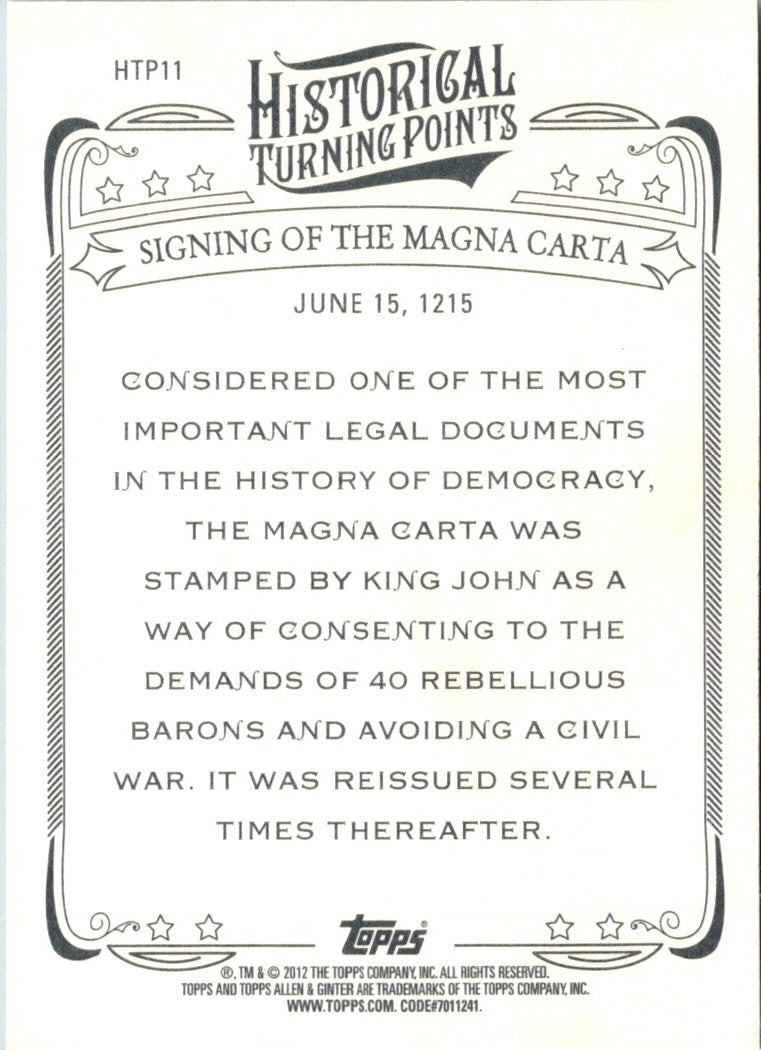 HTP11
HISTORICAL
TURNING POINTS
SIGNING OF THE MAGNA CARTA
JUNE 15, 1215
CONSIDERED ONE OF THE MOST
IMPORTANT LEGAL DOCUMENTS
IN THE HISTORY OF DEMOCRACY,
THE MAGNA CARTA WAS
STAMPED BY KING JOHN AS A
WAY OF CONSENTING TO THE
DEMANDS OF 40 REBELLIOUS
BARONS AND AVOIDING A CIVIL
WAR. IT WAS REISSUED SEVERAL
TIMES THEREAFTER.
topps®
®, TM & © 2012 THE TOPPS COMPANY, INC. ALL RIGHTS RESERVED.
TOPPS AND TOPPS ALLEN & GINTER ARE TRADEMARKS OF THE TOPPS COMPANY, INC.
WWW.TOPPS.COM. CODE#7011241.